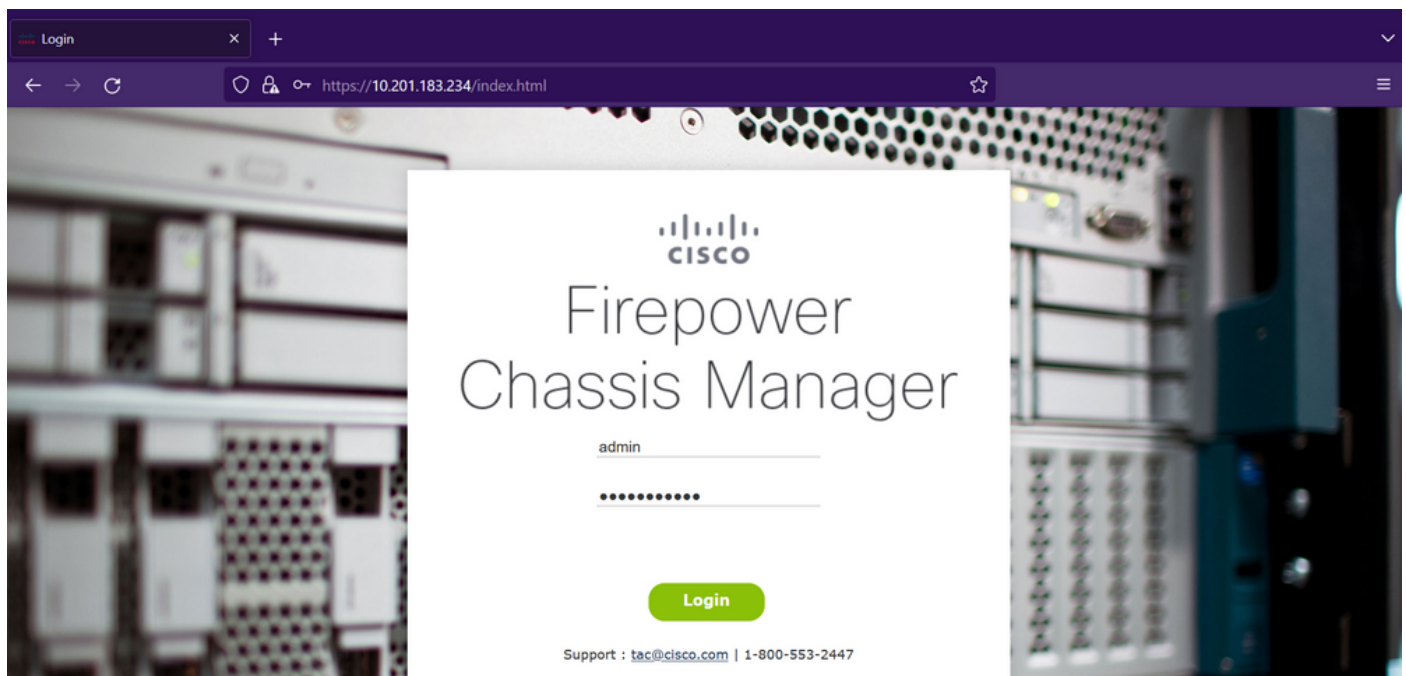 Login
https://10.201.183.234/index.html
CISCO
Firepower
Chassis Manager
admin
•••••••••••
Login
Support : tac@cisco.com | 1-800-553-2447